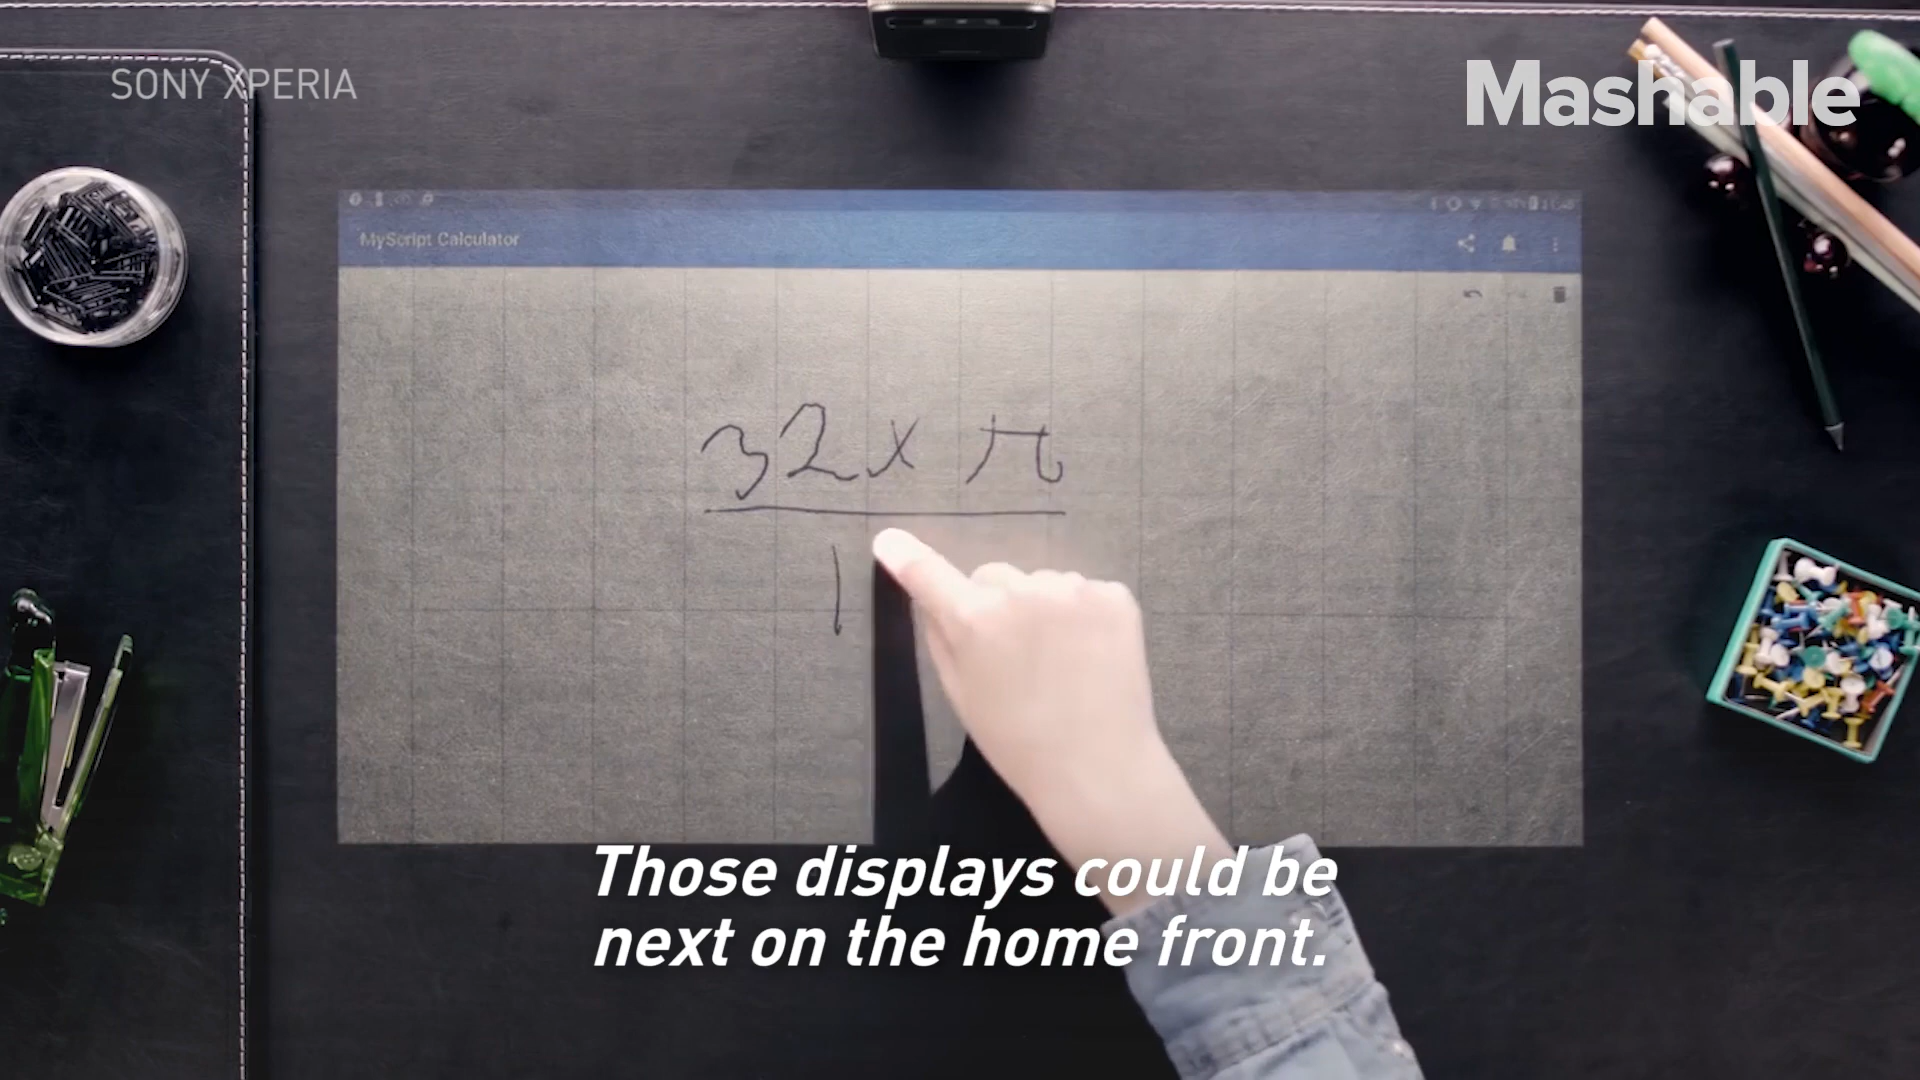 SONY XPERIA
Mashable
MyScript Calculator
32 x π
1
Those displays could be
next on the home front.